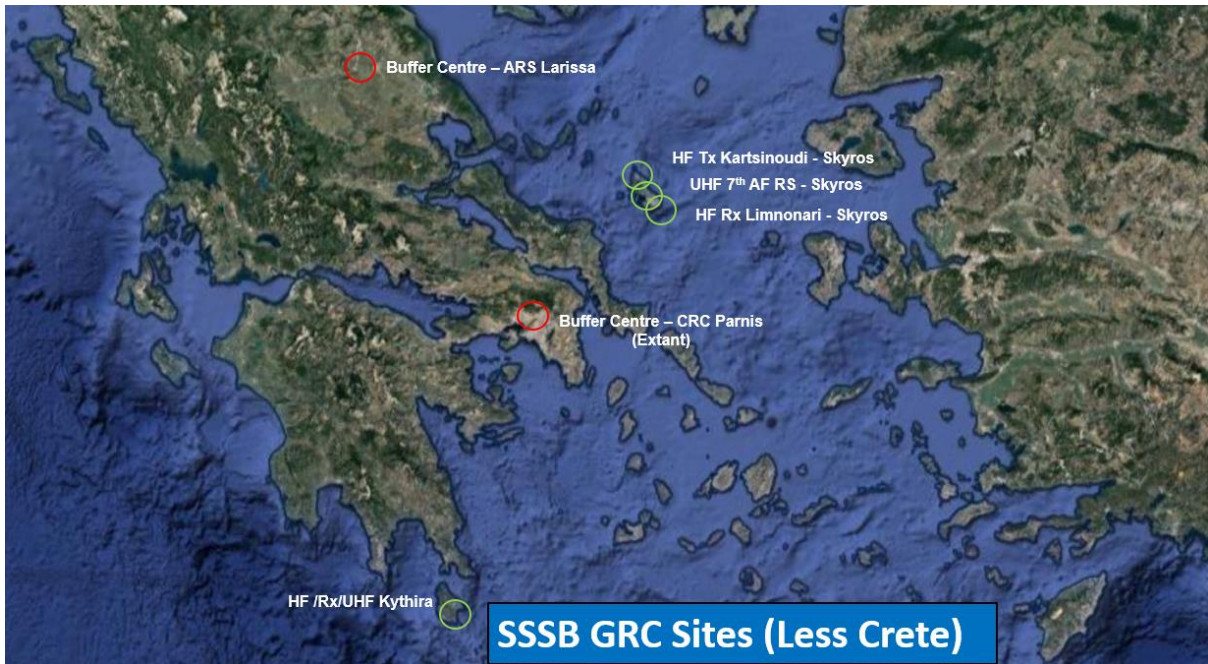 Buffer Centre – ARS Larissa
HF Tx Kartsinoudi - Skyros
UHF 7th AF RS - Skyros
HF Rx Limnonari - Skyros
Buffer Centre – CRC Parnis
(Extant)
HF /Rx/UHF Kythira
SSSB GRC Sites (Less Crete)